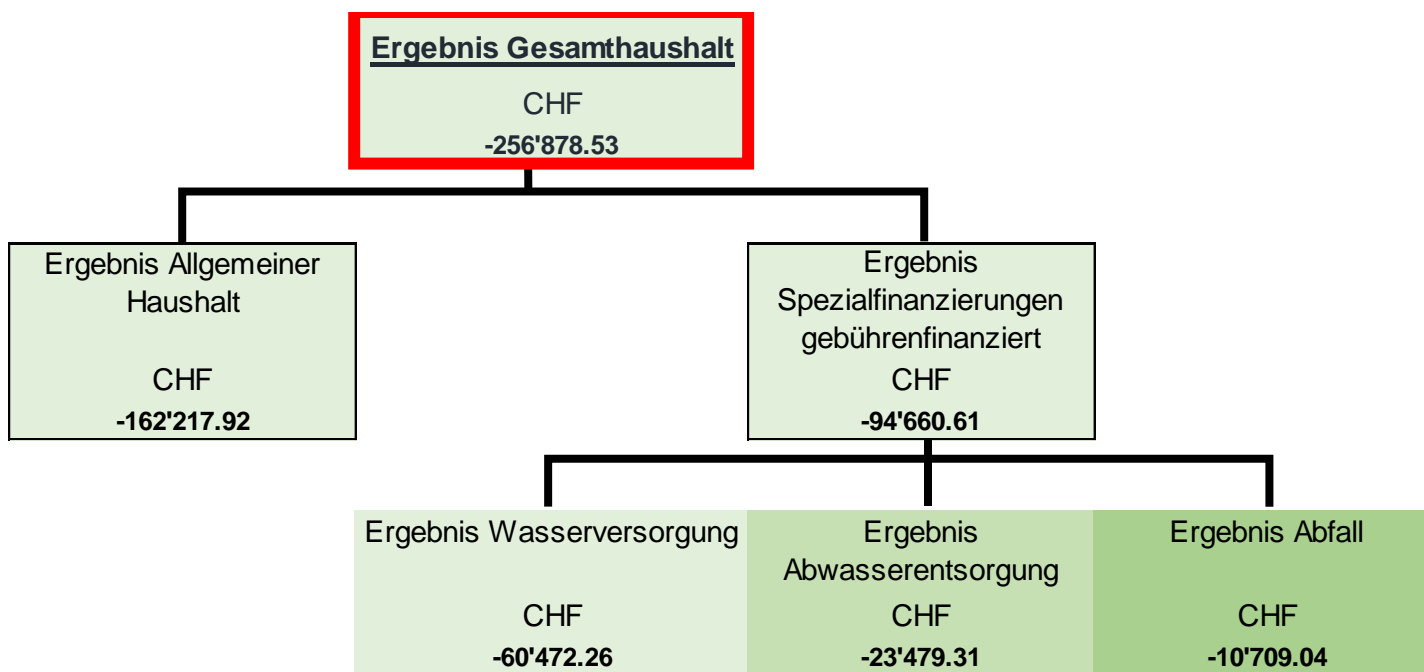 Ergebnis Gesamthaushalt
CHF
-256'878.53
Ergebnis Allgemeiner
Haushalt
CHF
-162'217.92
Ergebnis
Spezialfinanzierungen
gebührenfinanziert
CHF
-94'660.61
Ergebnis Wasserversorgung
CHF
-60'472.26
Ergebnis
Abwasserentsorgung
CHF
-23'479.31
Ergebnis Abfall
CHF
-10'709.04